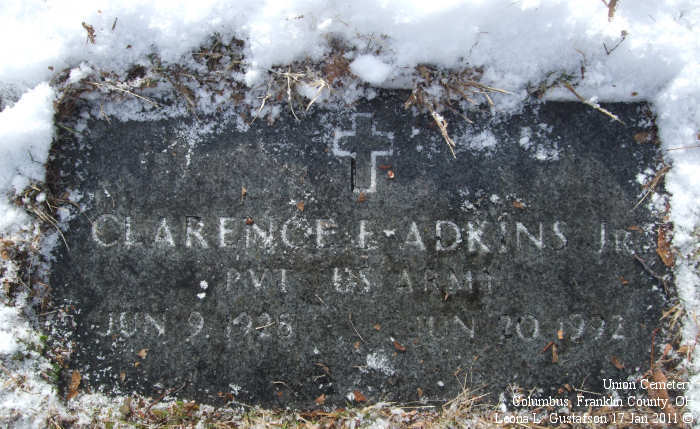 CLARENCE E ADKINS JR
PVT US ARMY
JUN 9 1928 JUN 20 1992
Union Cemetery
Columbus, Franklin County, OH
Leona L. Gustafson 17 Jan 2011 ©